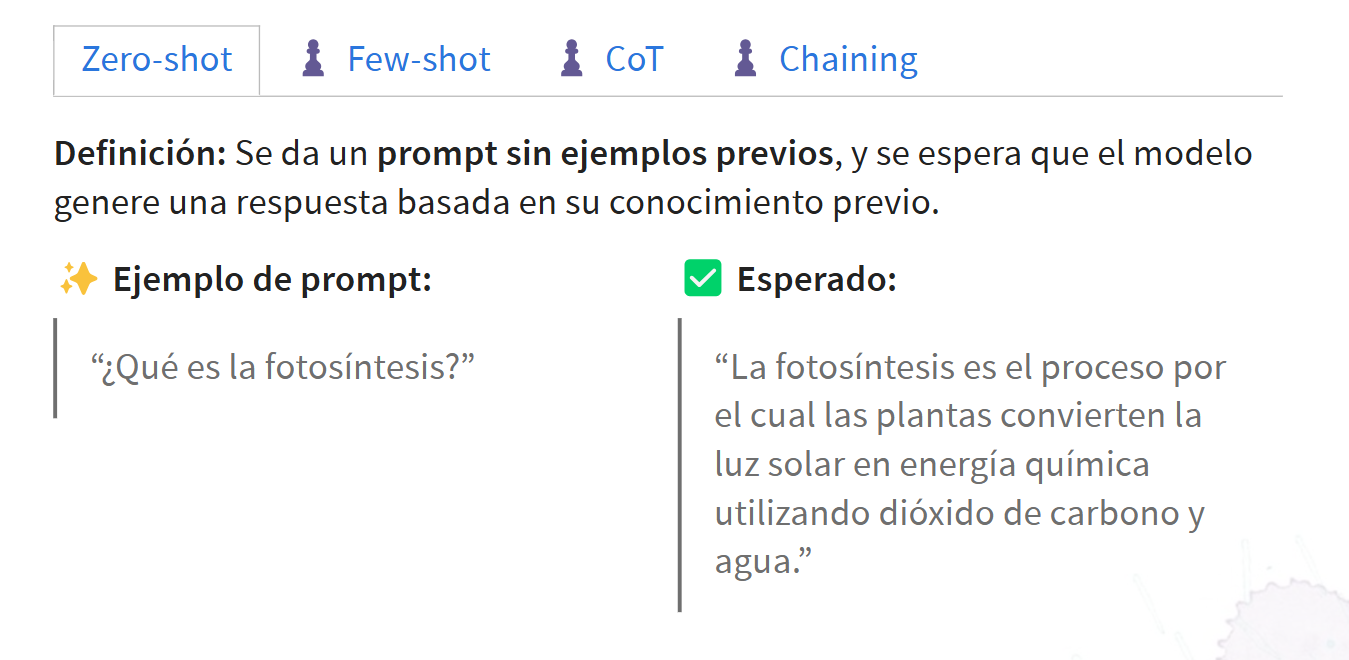 Zero-shot Few-shot CoT Chaining
Definición: Se da un prompt sin ejemplos previos, y se espera que el modelo
genere una respuesta basada en su conocimiento previo.
Ejemplo de prompt:
“¿Qué es la fotosíntesis?”
Esperado:
“La fotosíntesis es el proceso por
el cual las plantas convierten la
luz solar en energía química
utilizando dióxido de carbono y
agua.”